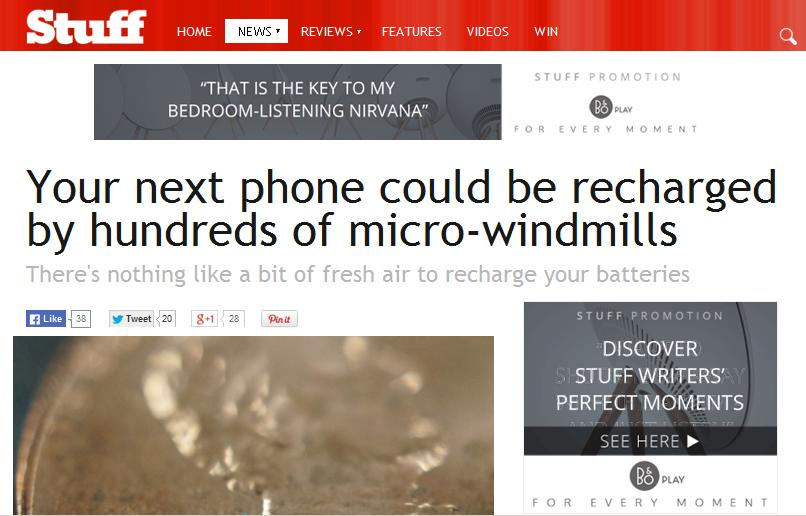 Stuff
HOME NEWS REVIEWS FEATURES VIDEOS WIN
"THAT IS THE KEY TO MY
BEDROOM-LISTENING NIRVANA"
STUFF PROMOTION
B&O PLAY
FOR EVERY MOMENT
Your next phone could be recharged
by hundreds of micro-windmills
There's nothing like a bit of fresh air to recharge your batteries
Like 38 Tweet 20 g+1 28 Pin it
STUFF PROMOTION
DISCOVER
STUFF WRITERS'
PERFECT MOMENTS
SEE HERE
B&O PLAY
FOR EVERY MOMENT